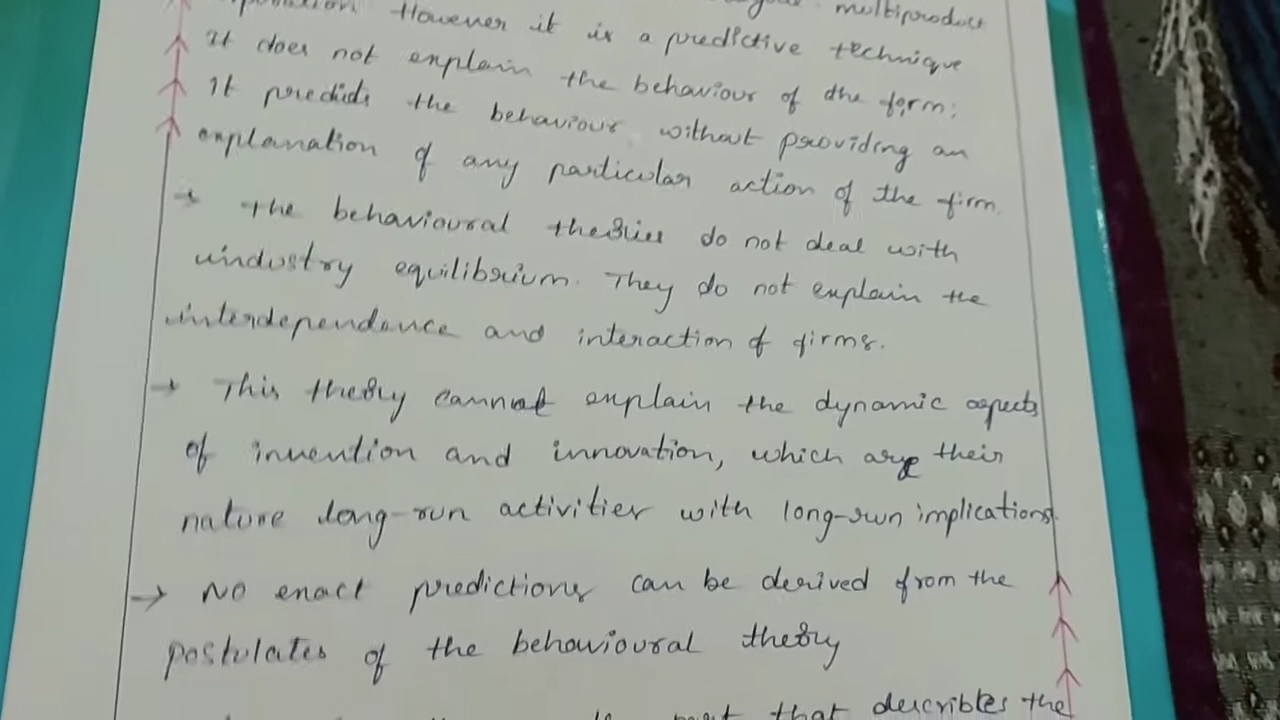 However it is a predictive technique multiproduct
It does not explain the behaviour of the form;
It predicts the behaviour without providing an
explanation of any particular action of the firm.
→ The behavioural theories do not deal with
industry equilibrium. They do not explain the
interdependence and interaction of firms.
→ This theory cannot explain the dynamic aspects
of invention and innovation, which are their
nature long-run activities with long-run implications
→ No enact predictions can be derived from the
postulates of the behavioural theory
that describles the